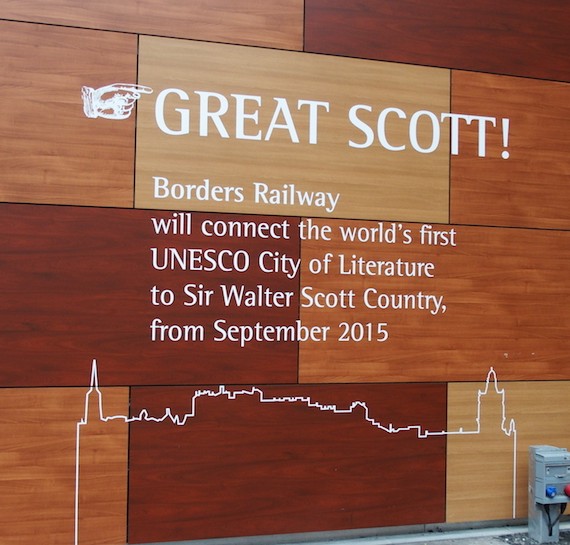 GREAT SCOTT!
Borders Railway
will connect the world's first
UNESCO City of Literature
to Sir Walter Scott Country,
from September 2015